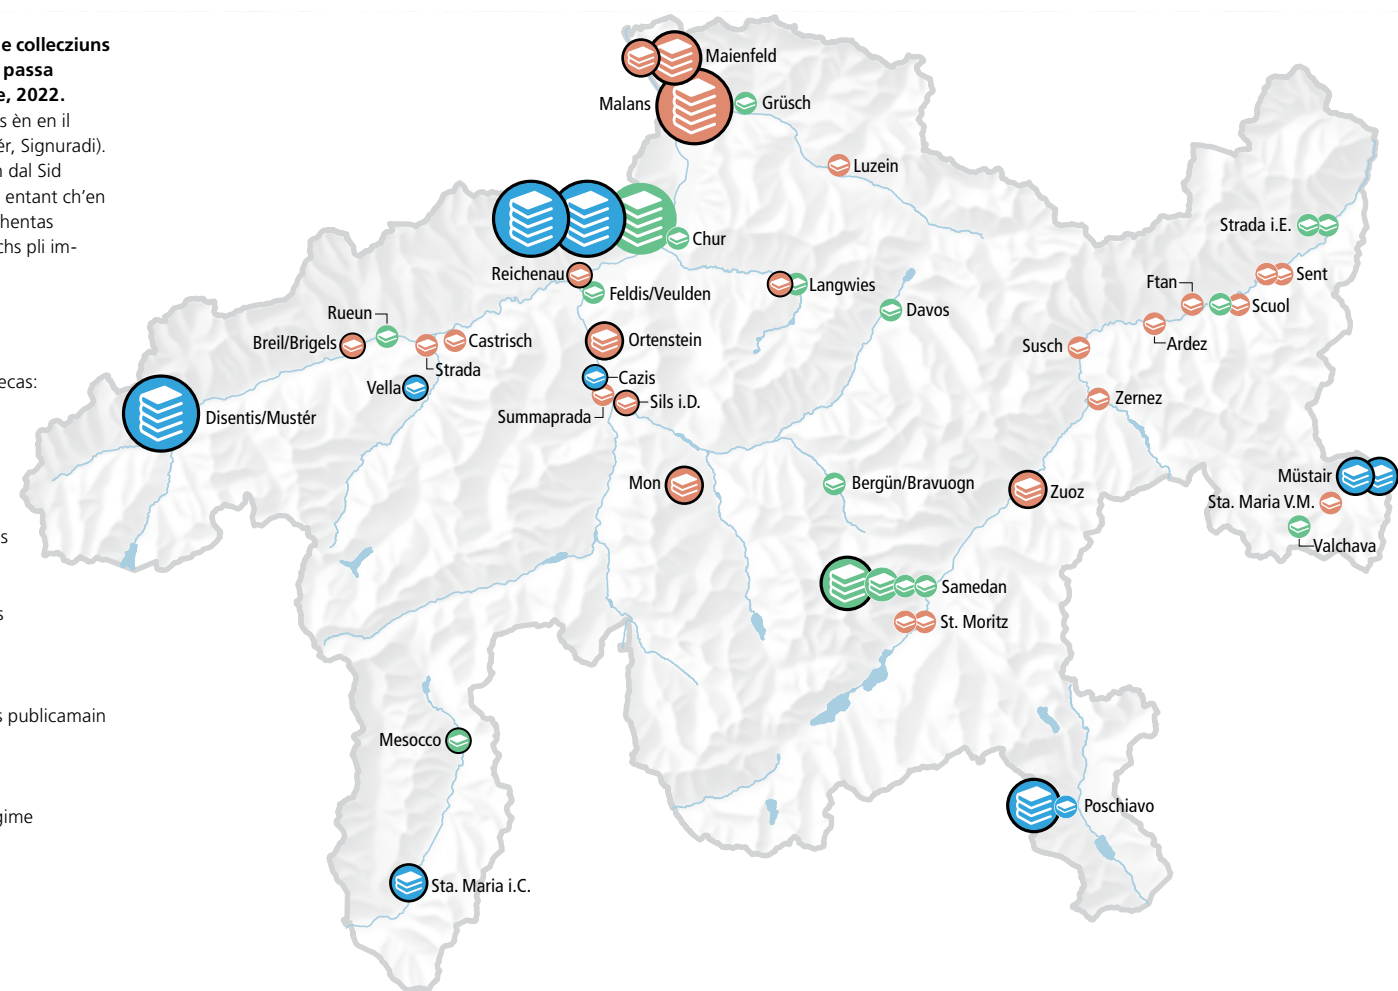 e collecziuns
passa
e, 2022.
s èn en il
ér, Signuradi).
n dal Sid
entant ch'en
hentas
chs pli im-
ecas:
s
s
s publicamain
gime
Maienfeld
Malans
Grüsch
Luzein
Chur
Reichenau
Feldis/Veulden
Langwies
Davos
Rueun
Breil/Brigels
Castrisch
Strada
Vella
Disentis/Mustér
Ortenstein
Cazis
Sils i.D.
Summaprada
Mon
Bergün/Bravuogn
Zuoz
Samedan
St. Moritz
Strada i.E.
Sent
Ftan
Scuol
Ardez
Susch
Zernez
Müstair
Sta. Maria V.M.
Valchava
Mesocco
Sta. Maria i.C.
Poschiavo